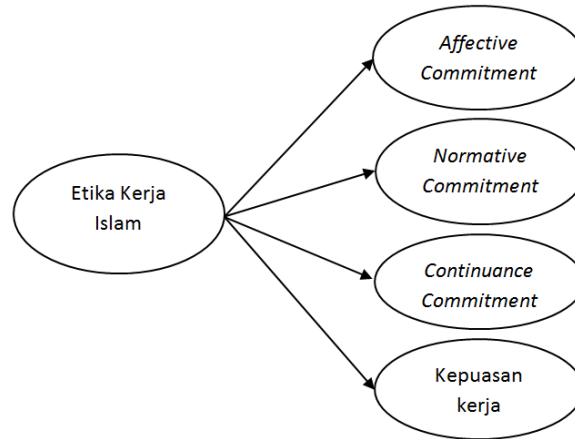 Affective
Commitment
Normative
Commitment
Etika Kerja
Islam
Continuance
Commitment
Kepuasan
kerja